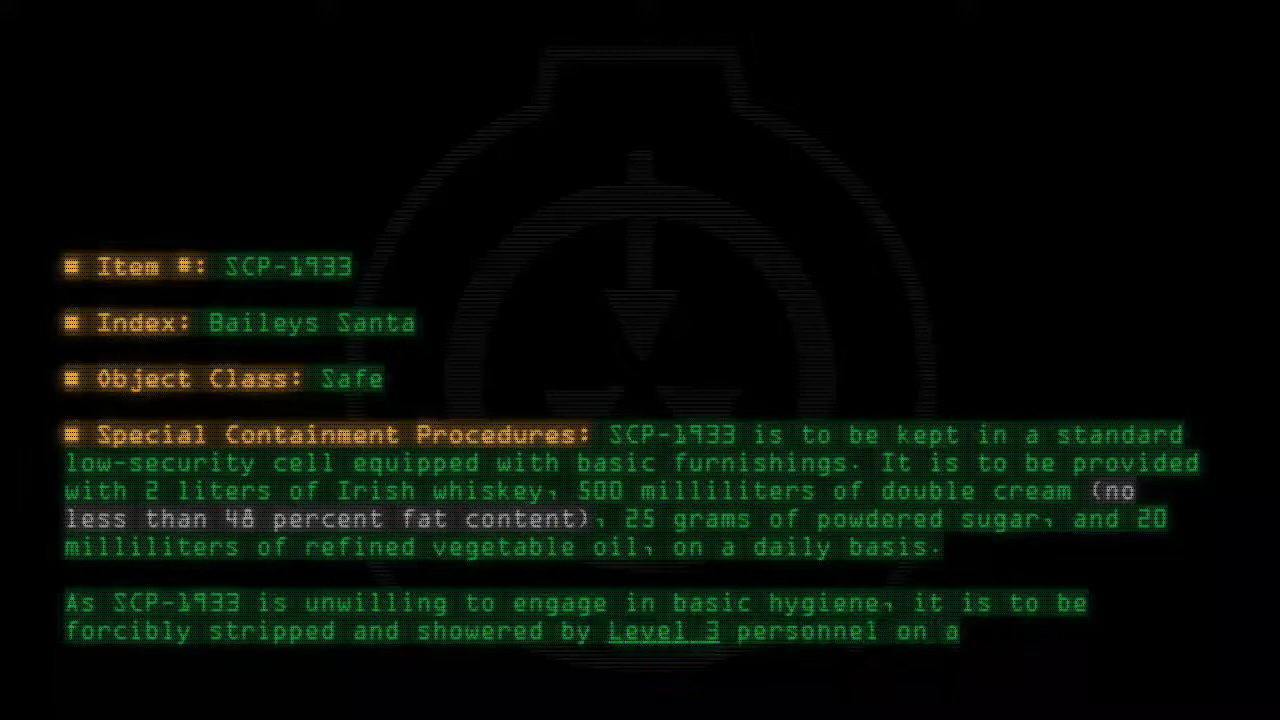 ■ Item #: SCP-1933
■ Index: Baileys Santa
■ Object Class: Safe
■ Special Containment Procedures: SCP-1933 is to be kept in a standard
low-security cell equipped with basic furnishings. It is to be provided
with 2 liters of Irish whiskey, 500 milliliters of double cream (no
less than 48 percent fat content), 25 grams of powdered sugar, and 20
milliliters of refined vegetable oil, on a daily basis.
As SCP-1933 is unwilling to engage in basic hygiene, it is to be
forcibly stripped and showered by Level 3 personnel on a